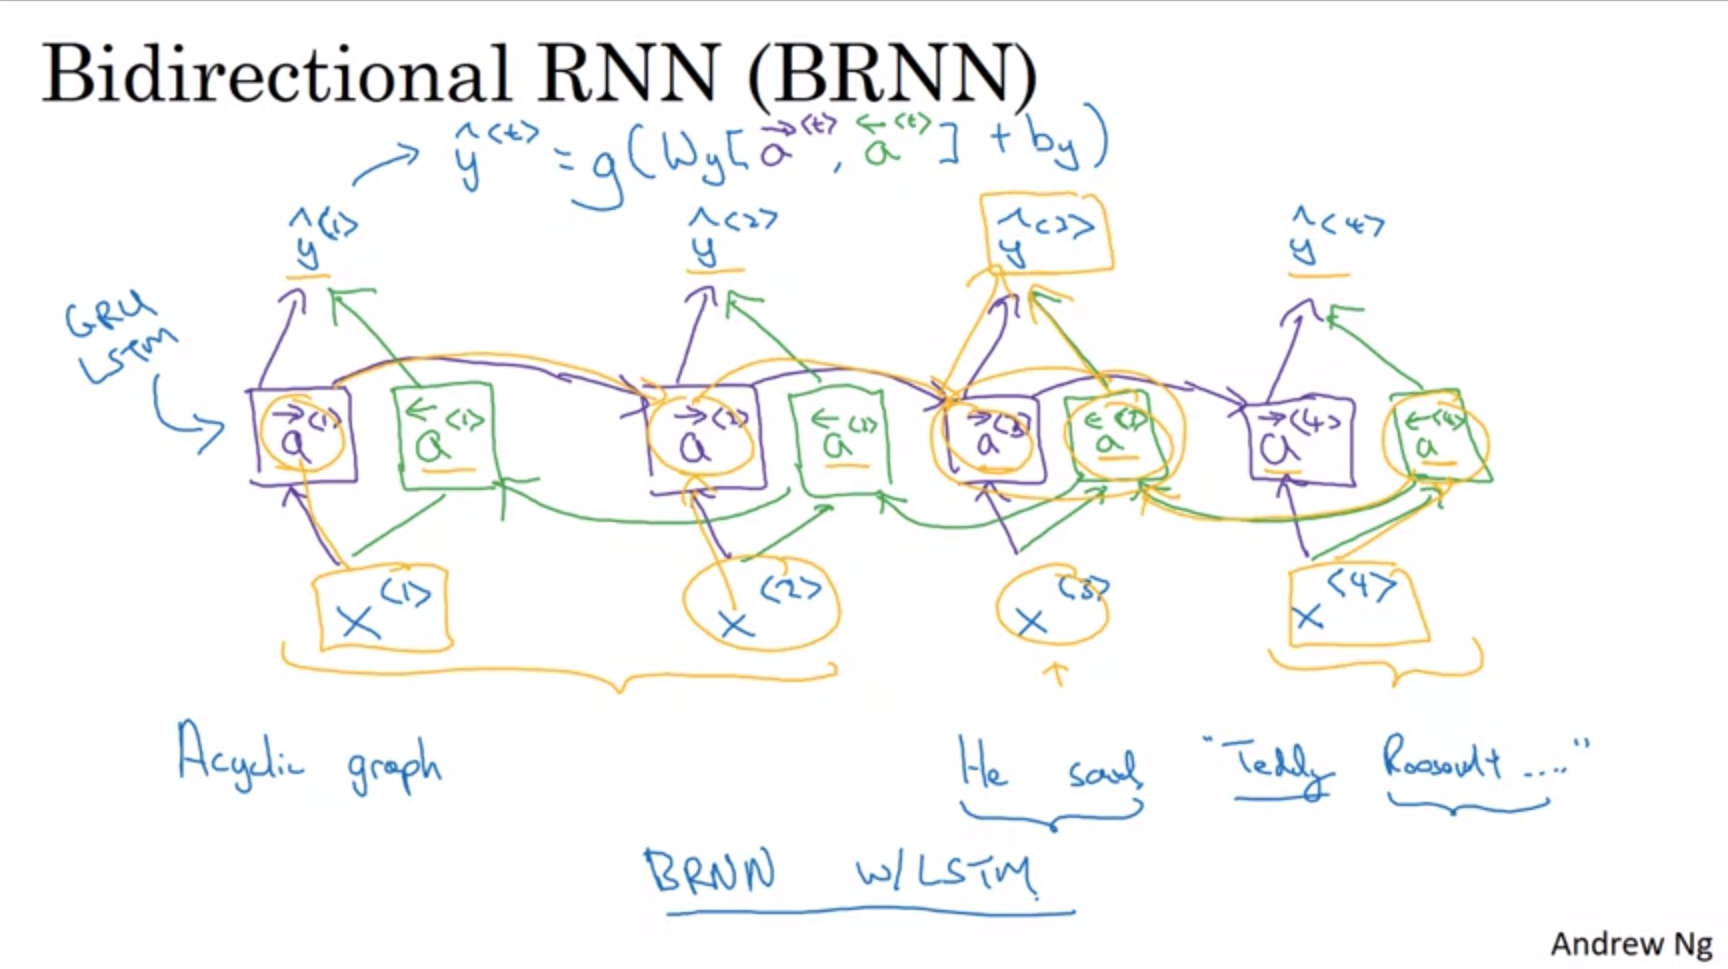 Bidirectional RNN (BRNN)
ŷ<t> = g(Wy[a→<t>, a←<t>] + by)
ŷ<1> ŷ<2> ŷ<3> ŷ<4>
GRU
LSTM
a→<1> a←<1> a→<2> a←<2> a→<3> a←<3> a→<4> a←<4>
x<1> x<2> x<3> x<4>
Acyclic graph
He said, "Teddy Roosevelt ...."
BRNN w/LSTM
Andrew Ng